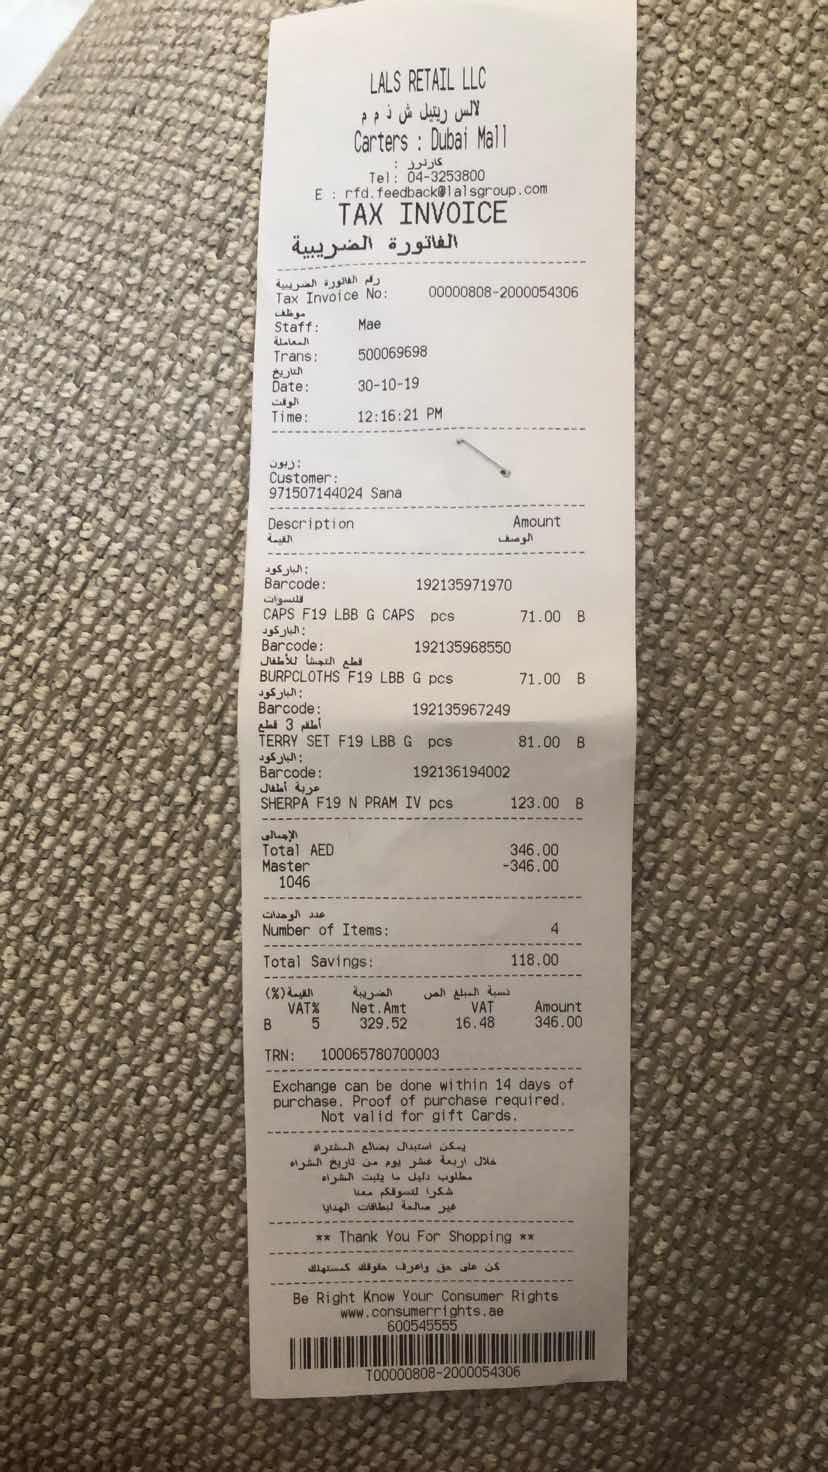 LALS RETAIL LLC
لالس ريتيل ش ذ م م
Carters : Dubai Mall
كارترز :
Tel: 04-3253800
E : rfd.feedback@lalsgroup.com
TAX INVOICE
الفاتورة الضريبية
رقم الفاتورة الضريبية
Tax Invoice No: 00000808-2000054306
موظف
Staff: Mae
المعاملة
Trans: 500069698
التاريخ
Date: 30-10-19
الوقت
Time: 12:16:21 PM
زبون:
Customer:
971507144024 Sana
Description Amount
القيمة الوصف
الباركود:
Barcode: 192135971970
قلنسوات
CAPS F19 LBB G CAPS pcs 71.00 B
الباركود:
Barcode: 192135968550
قطع التجشأ للأطفال
BURPCLOTHS F19 LBB G pcs 71.00 B
الباركود:
Barcode: 192135967249
أطقم 3 قطع
TERRY SET F19 LBB G pcs 81.00 B
الباركود:
Barcode: 192136194002
عربة أطفال
SHERPA F19 N PRAM IV pcs 123.00 B
الإجمالى
Total AED 346.00
Master -346.00
1046
عدد الوحدات
Number of Items: 4
Total Savings: 118.00
القيمة(%) الضريبة نسبة المبلغ الص
VAT% Net.Amt VAT Amount
B 5 329.52 16.48 346.00
TRN: 100065780700003
Exchange can be done within 14 days of
purchase. Proof of purchase required.
Not valid for gift Cards.
يمكن استبدال بضائع المشتراه
خلال اربعة عشر يوم من تاريخ الشراء
مطلوب دليل ما يثبت الشراء
شكرا لتسوقكم معنا
غير صالحة لبطاقات الهدايا
** Thank You For Shopping **
كن على حق واعرف حقوقك كمستهلك
Be Right Know Your Consumer Rights
www.consumerrights.ae
600545555
T00000808-2000054306